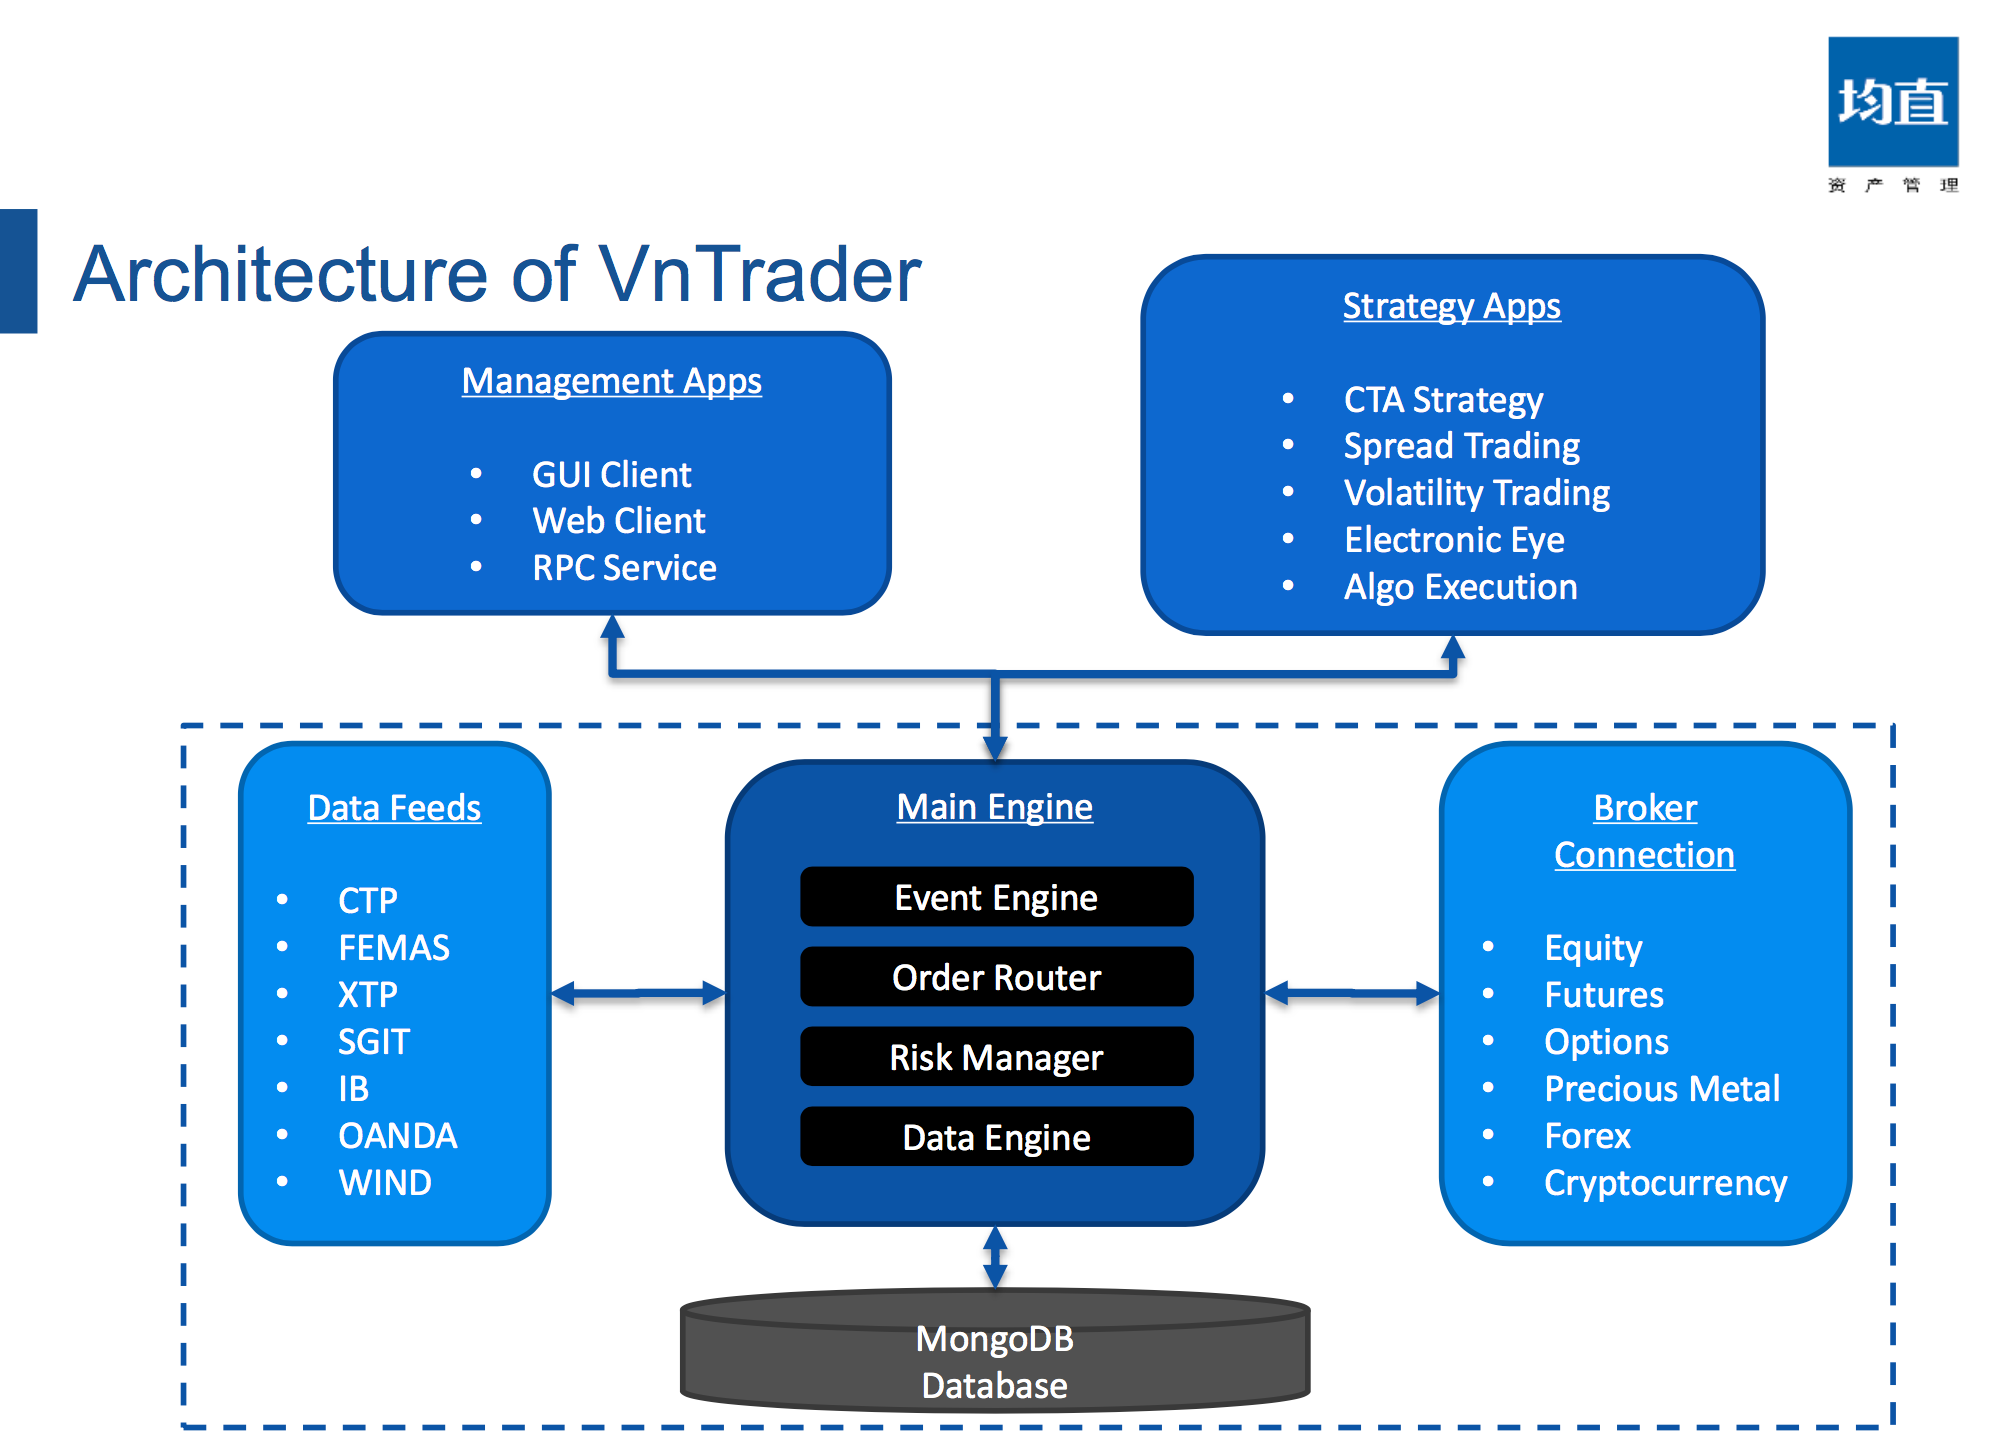 均直
资产管理
Architecture of VnTrader
Management Apps
• GUI Client
• Web Client
• RPC Service
Strategy Apps
• CTA Strategy
• Spread Trading
• Volatility Trading
• Electronic Eye
• Algo Execution
Data Feeds
• CTP
• FEMAS
• XTP
• SGIT
• IB
• OANDA
• WIND
Main Engine
Event Engine
Order Router
Risk Manager
Data Engine
Broker
Connection
• Equity
• Futures
• Options
• Precious Metal
• Forex
• Cryptocurrency
MongoDB
Database